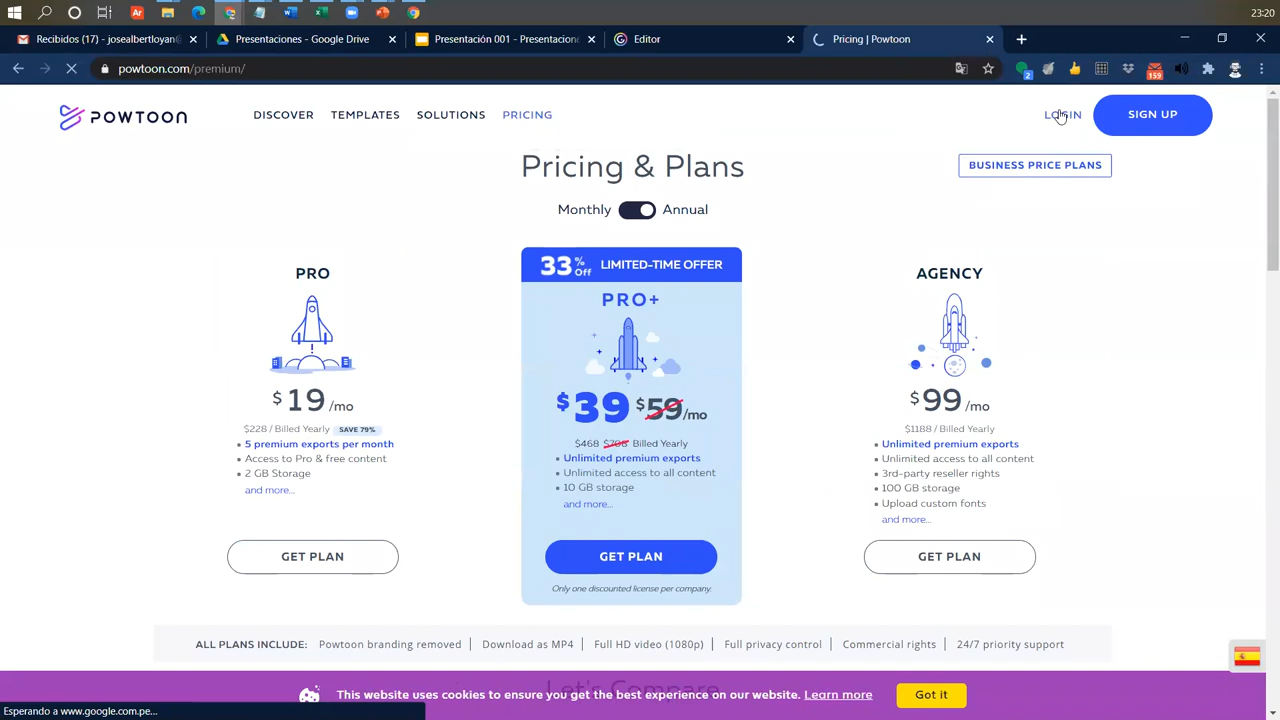 23:20
Recibidos (17) - josealbertloyan@
Presentaciones - Google Drive
Presentación 001 - Presentacione
Editor
Pricing | Powtoon
powtoon.com/premium/
2
159
POWTOON
DISCOVER
TEMPLATES
SOLUTIONS
PRICING
LOGIN
SIGN UP
Pricing & Plans
BUSINESS PRICE PLANS
Monthly
Annual
PRO
$19 /mo
$228 / Billed Yearly SAVE 79%
5 premium exports per month
Access to Pro & free content
2 GB Storage
and more...
GET PLAN
33% Off LIMITED-TIME OFFER
PRO+
$39 $59/mo
$468 $708 Billed Yearly
Unlimited premium exports
Unlimited access to all content
10 GB storage
and more...
GET PLAN
Only one discounted license per company.
AGENCY
$99 /mo
$1188 / Billed Yearly
Unlimited premium exports
Unlimited access to all content
3rd-party reseller rights
100 GB storage
Upload custom fonts
and more...
GET PLAN
ALL PLANS INCLUDE: Powtoon branding removed | Download as MP4 | Full HD video (1080p) | Full privacy control | Commercial rights | 24/7 priority support
Let's Compare
This website uses cookies to ensure you get the best experience on our website. Learn more
Got it
Esperando a www.google.com.pe...